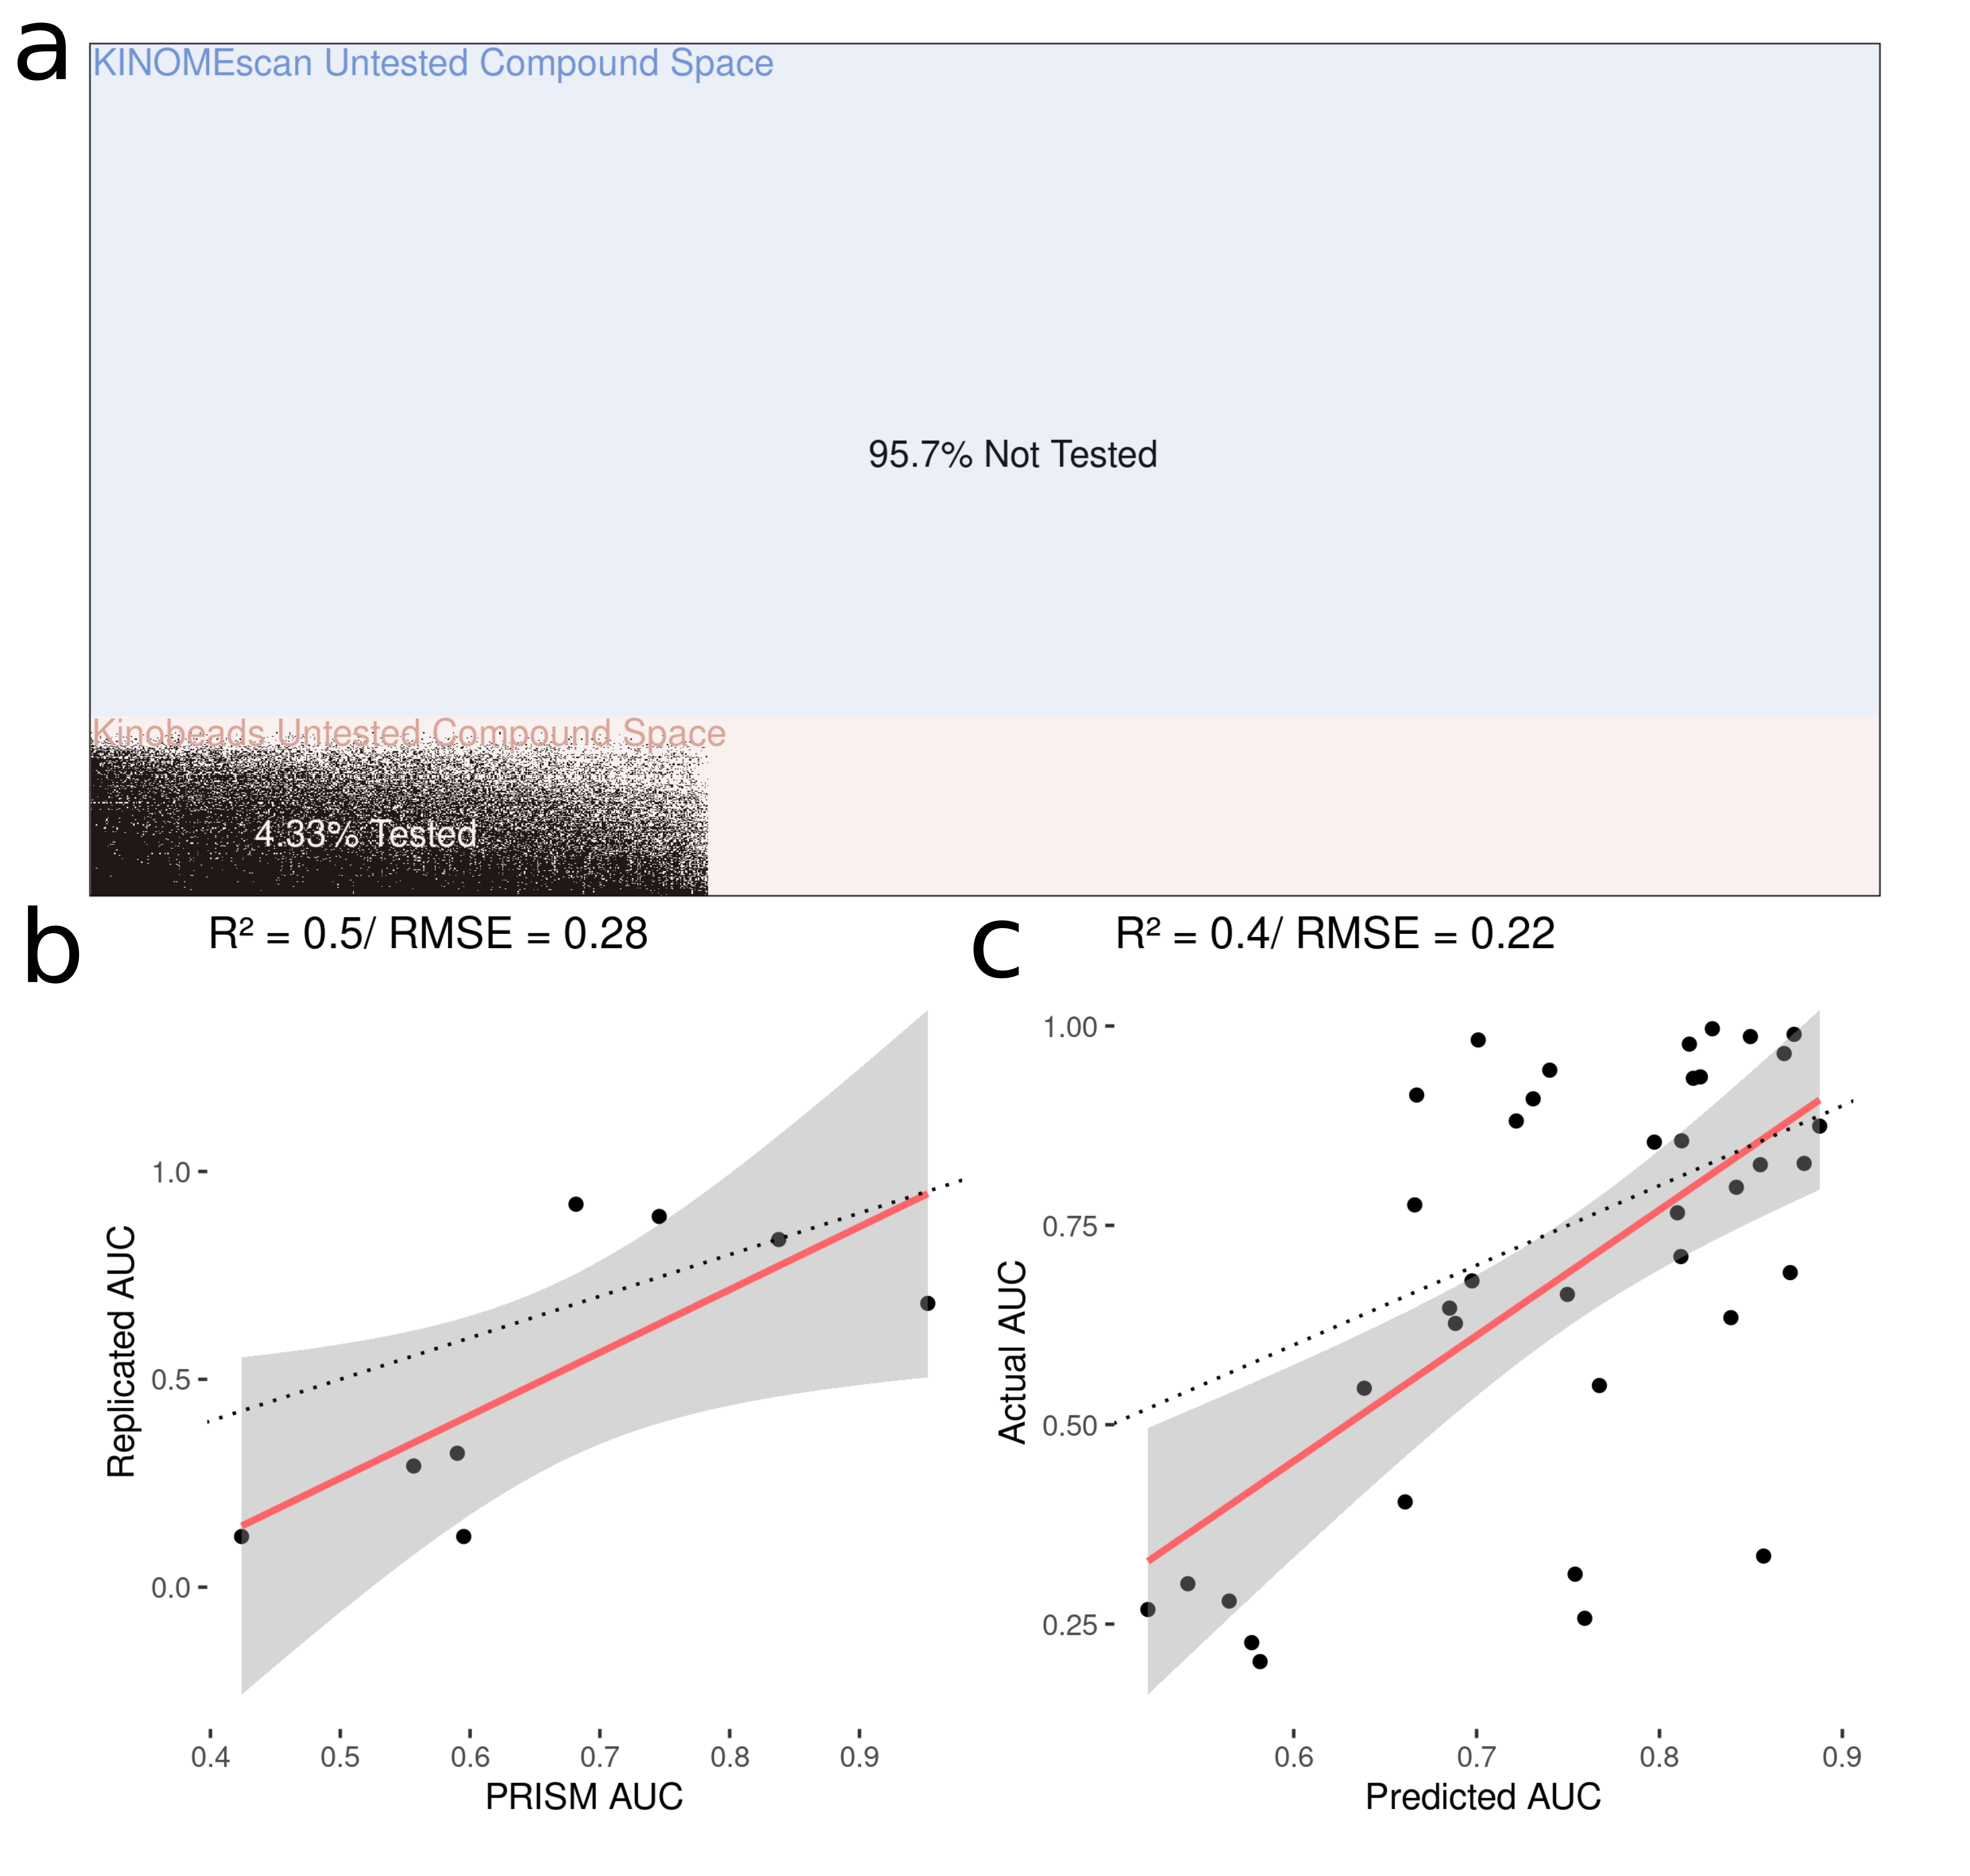 a
KINOMEscan Untested Compound Space
95.7% Not Tested
Kinobeads Untested Compound Space
4.33% Tested
b
R² = 0.5/ RMSE = 0.28
1.0
0.5
0.0
Replicated AUC
0.4 0.5 0.6 0.7 0.8 0.9
PRISM AUC
c
R² = 0.4/ RMSE = 0.22
1.00
0.75
0.50
0.25
Actual AUC
0.6 0.7 0.8 0.9
Predicted AUC